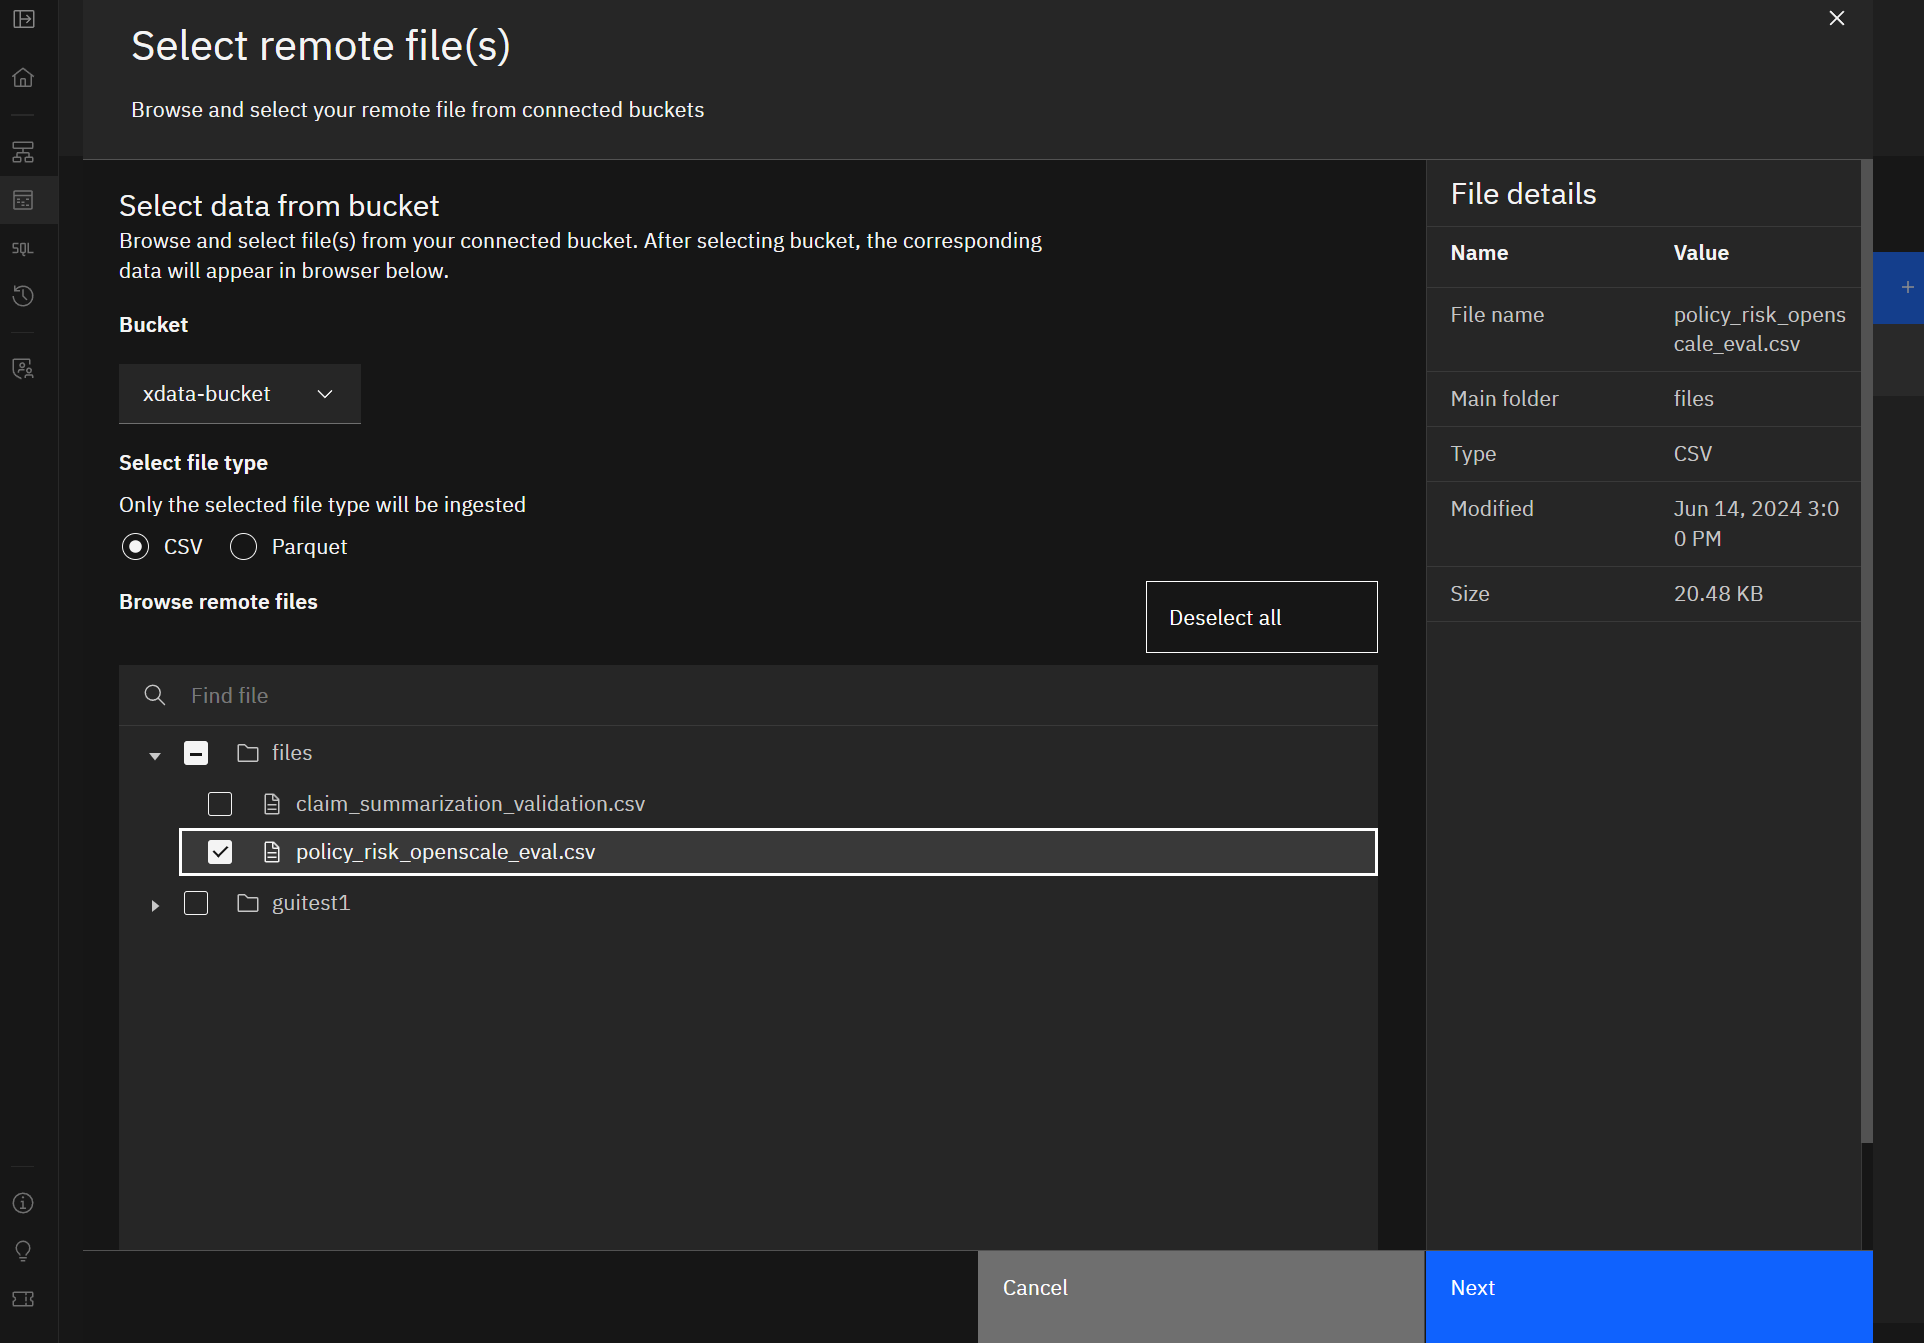 Select remote file(s)
Browse and select your remote file from connected buckets
SQL
Select data from bucket
Browse and select file(s) from your connected bucket. After selecting bucket, the corresponding
data will appear in browser below.
Bucket
xdata-bucket
Select file type
Only the selected file type will be ingested
CSV
Parquet
Browse remote files
Deselect all
Find file
files
claim_summarization_validation.csv
policy_risk_openscale_eval.csv
guitest1
File details
Name Value
File name policy_risk_opens
cale_eval.csv
Main folder files
Type CSV
Modified Jun 14, 2024 3:0
0 PM
Size 20.48 KB
Cancel
Next